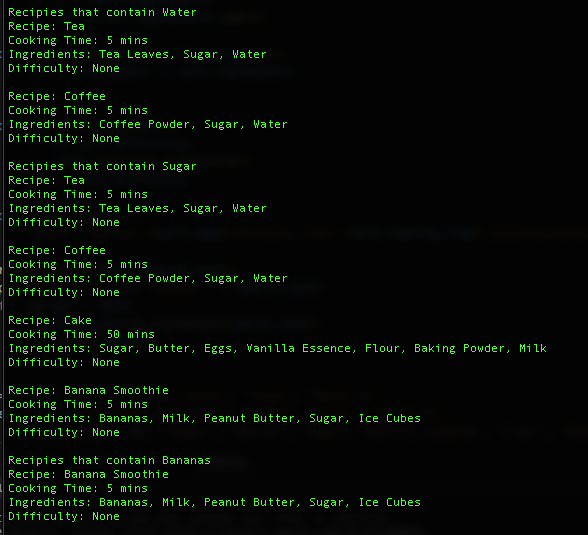 Recipies that contain Water
Recipe: Tea
Cooking Time: 5 mins
Ingredients: Tea Leaves, Sugar, Water
Difficulty: None
Recipe: Coffee
Cooking Time: 5 mins
Ingredients: Coffee Powder, Sugar, Water
Difficulty: None
Recipies that contain Sugar
Recipe: Tea
Cooking Time: 5 mins
Ingredients: Tea Leaves, Sugar, Water
Difficulty: None
Recipe: Coffee
Cooking Time: 5 mins
Ingredients: Coffee Powder, Sugar, Water
Difficulty: None
Recipe: Cake
Cooking Time: 50 mins
Ingredients: Sugar, Butter, Eggs, Vanilla Essence, Flour, Baking Powder, Milk
Difficulty: None
Recipe: Banana Smoothie
Cooking Time: 5 mins
Ingredients: Bananas, Milk, Peanut Butter, Sugar, Ice Cubes
Difficulty: None
Recipies that contain Bananas
Recipe: Banana Smoothie
Cooking Time: 5 mins
Ingredients: Bananas, Milk, Peanut Butter, Sugar, Ice Cubes
Difficulty: None